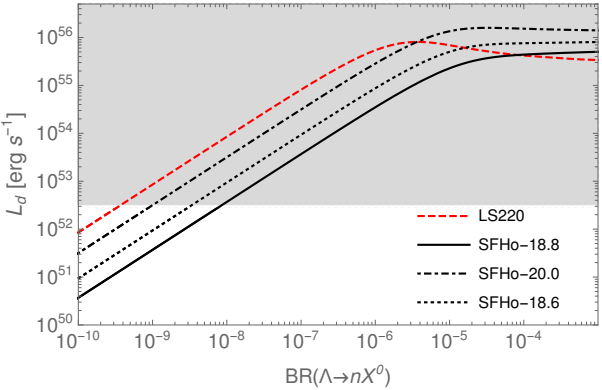 10^56
10^55
10^54
10^53
10^52
10^51
10^50
L_d [erg s^−1]
LS220
SFHo−18.8
SFHo−20.0
SFHo−18.6
10^−10 10^−9 10^−8 10^−7 10^−6 10^−5 10^−4
BR(Λ→nX^0)